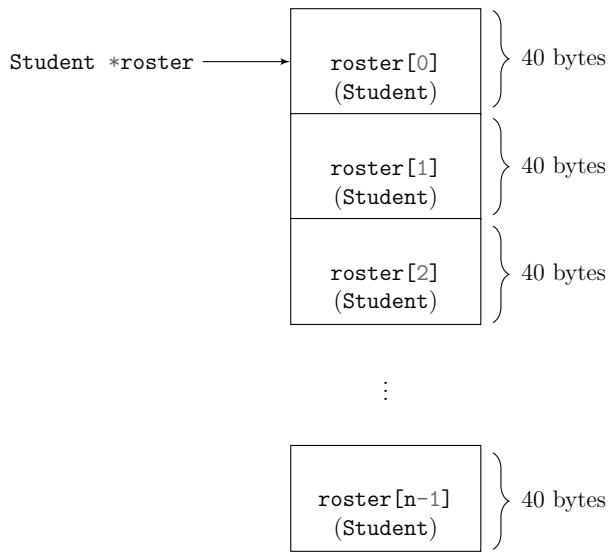 Student *roster
roster[0]
(Student)
40 bytes
roster[1]
(Student)
40 bytes
roster[2]
(Student)
40 bytes
⋮
roster[n-1]
(Student)
40 bytes